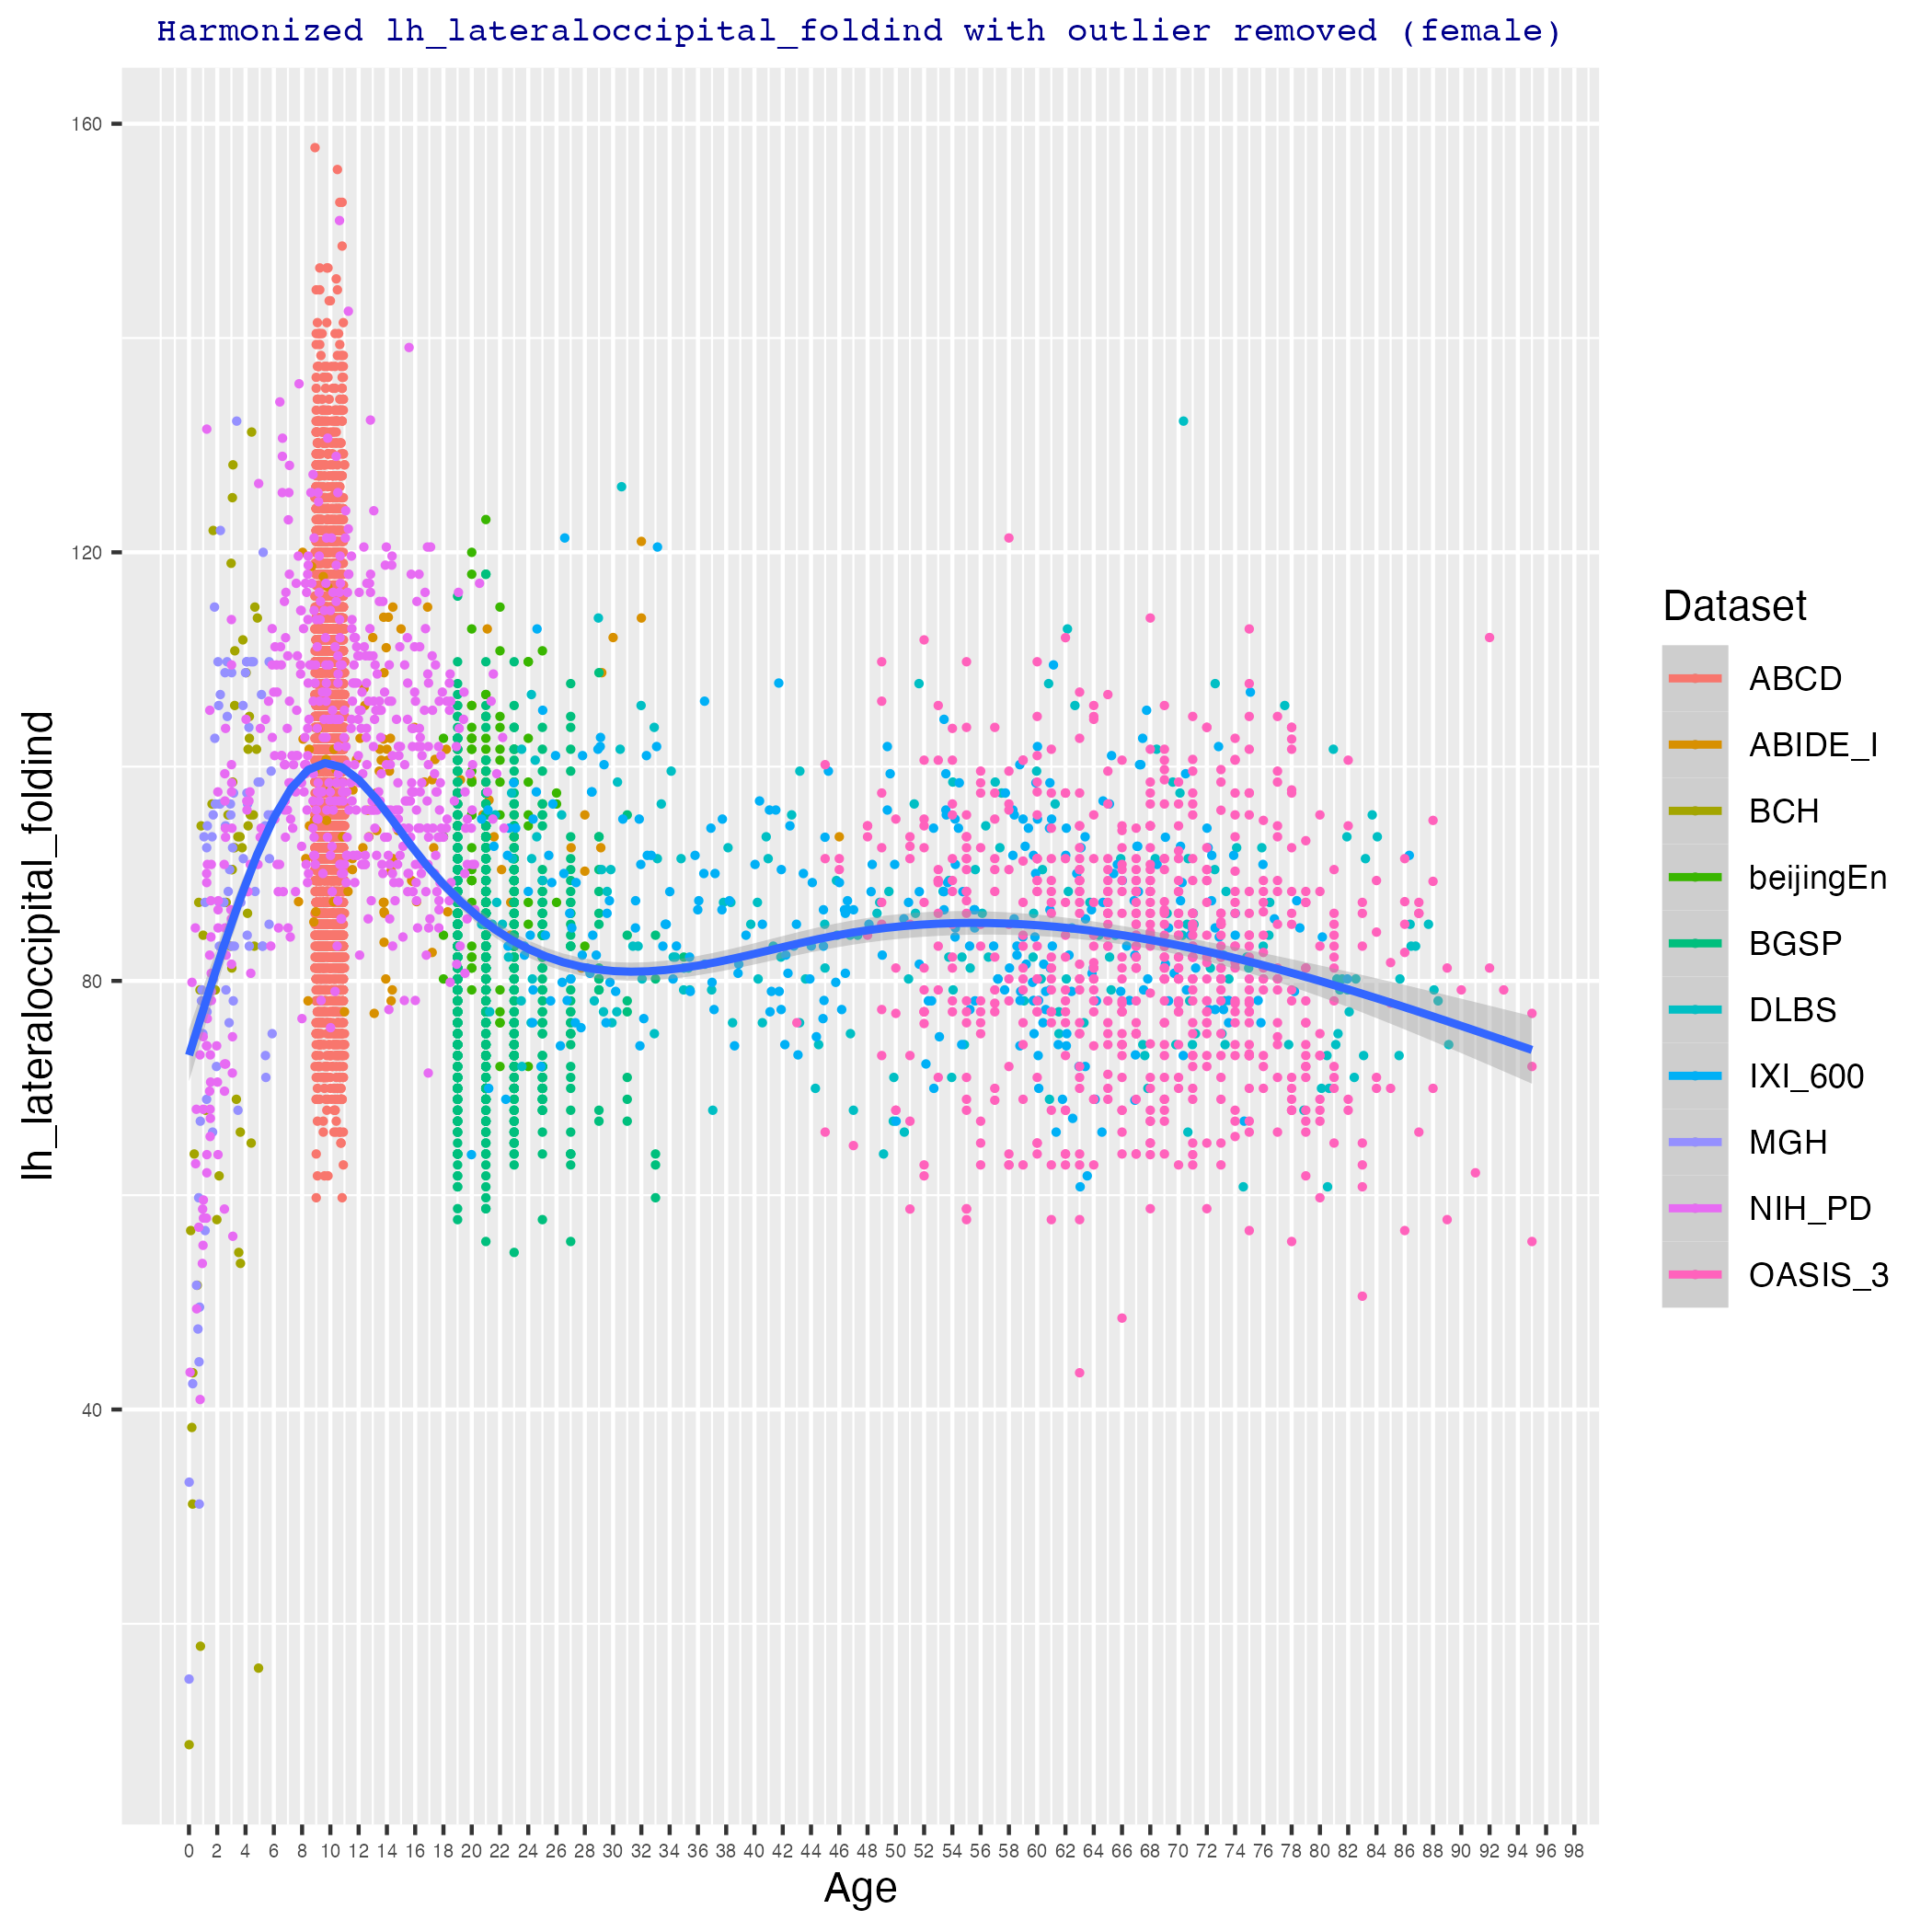 Harmonized lh_lateraloccipital_foldind with outlier removed (female)
lh_lateraloccipital_foldind
160
120
80
40
0 2 4 6 8 10 12 14 16 18 20 22 24 26 28 30 32 34 36 38 40 42 44 46 48 50 52 54 56 58 60 62 64 66 68 70 72 74 76 78 80 82 84 86 88 90 92 94 96 98
Age
Dataset
ABCD
ABIDE_I
BCH
beijingEn
BGSP
DLBS
IXI_600
MGH
NIH_PD
OASIS_3